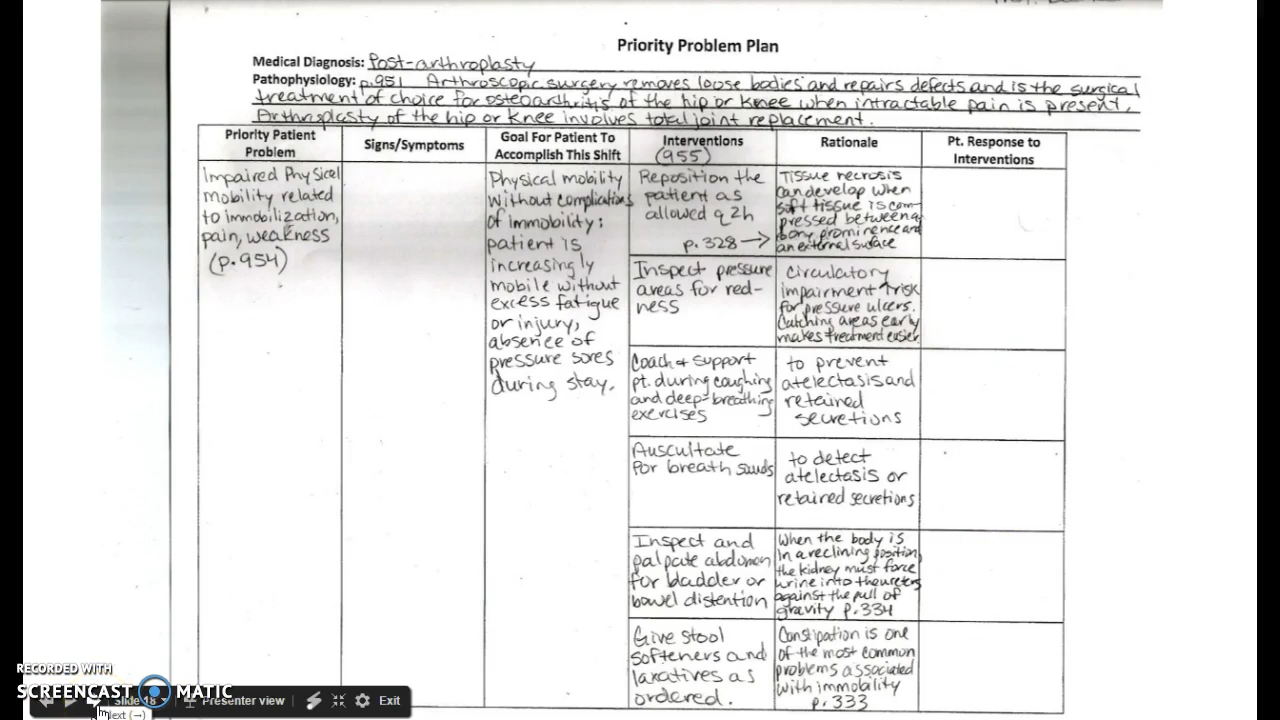 Priority Problem Plan
Medical Diagnosis: Post-arthroplasty
Pathophysiology: p.951 Arthroscopic surgery removes loose bodies and repairs defects and is the surgical
treatment of choice for osteoarthritis of the hip or knee when intractable pain is present.
Arthroplasty of the hip or knee involves total joint replacement.
Priority Patient
Problem
Signs/Symptoms
Goal For Patient To
Accomplish This Shift
Interventions
(955)
Rationale
Pt. Response to
Interventions
Impaired Physical
mobility related
to immobilization,
pain, weakness
(p.954)
Physical mobility
without complications
of immobility:
patient is
increasingly
mobile without
excess fatigue
or injury,
absence of
pressure sores
during stay.
Reposition the
patient as
allowed q2h
p.328 →
Tissue necrosis
can develop when
soft tissue is com-
pressed between a
bony prominence and
an external surface
Inspect pressure
areas for red-
ness
circulatory
impairment ↑ risk
for pressure ulcers.
Catching areas early
makes treatment easier.
Coach + support
pt. during coughing
and deep-breathing
exercises
to prevent
atelectasis and
retained
secretions
Auscultate
for breath sounds
to detect
atelectasis or
retained secretions
Inspect and
palpate abdomen
for bladder or
bowel distention
When the body is
in a reclining position,
the kidney must force
urine into the ureters
against the pull of
gravity p.334
Give stool
softeners and
laxatives as
ordered.
Constipation is one
of the most common
problems associated
with immobility
p.333
RECORDED WITH
SCREENCAST MATIC
Slide 18
Presenter view
Exit
Next (→)